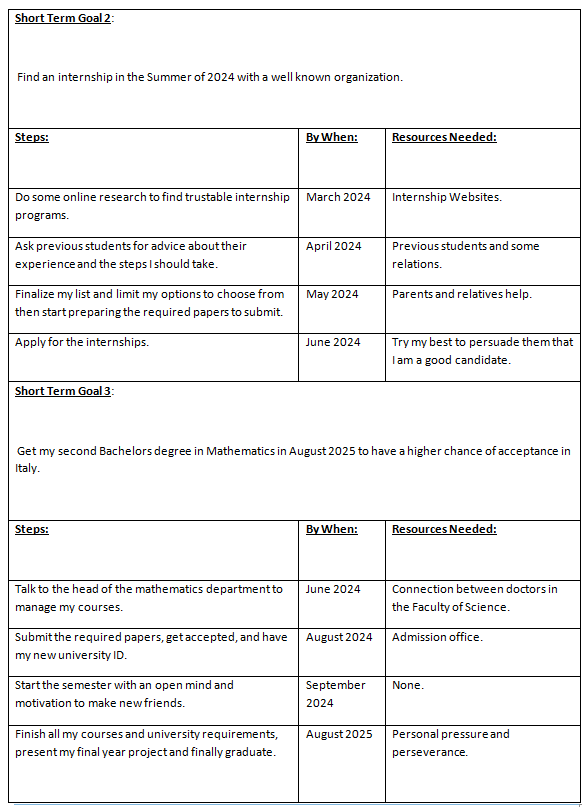 Short Term Goal 2:
Find an internship in the Summer of 2024 with a well known organization.
Steps: By When: Resources Needed:
Do some online research to find trustable internship March 2024 Internship Websites.
programs.
Ask previous students for advice about their April 2024 Previous students and some
experience and the steps I should take. relations.
Finalize my list and limit my options to choose from May 2024 Parents and relatives help.
then start preparing the required papers to submit.
Apply for the internships. June 2024 Try my best to persuade them that
I am a good candidate.
Short Term Goal 3:
Get my second Bachelors degree in Mathematics in August 2025 to have a higher chance of acceptance in
Italy.
Steps: By When: Resources Needed:
Talk to the head of the mathematics department to June 2024 Connection between doctors in
manage my courses. the Faculty of Science.
Submit the required papers, get accepted, and have August 2024 Admission office.
my new university ID.
Start the semester with an open mind and September None.
motivation to make new friends. 2024
Finish all my courses and university requirements, August 2025 Personal pressure and
present my final year project and finally graduate. perseverance.